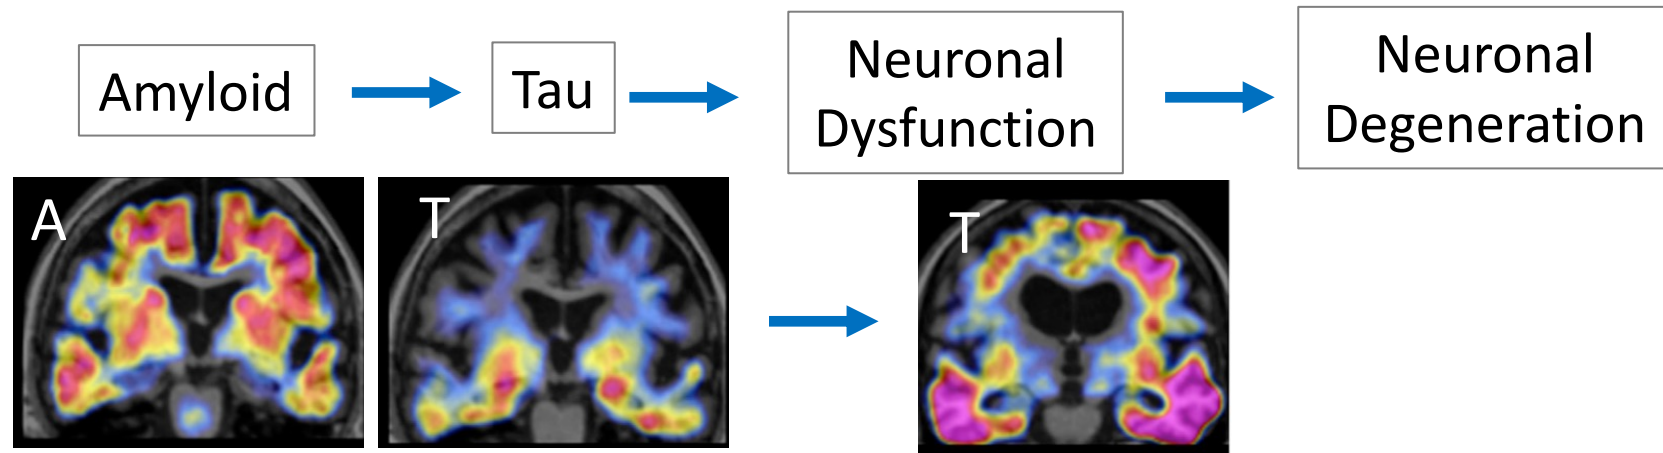 Amyloid
Tau
Neuronal
Dysfunction
Neuronal
Degeneration
A
T
T